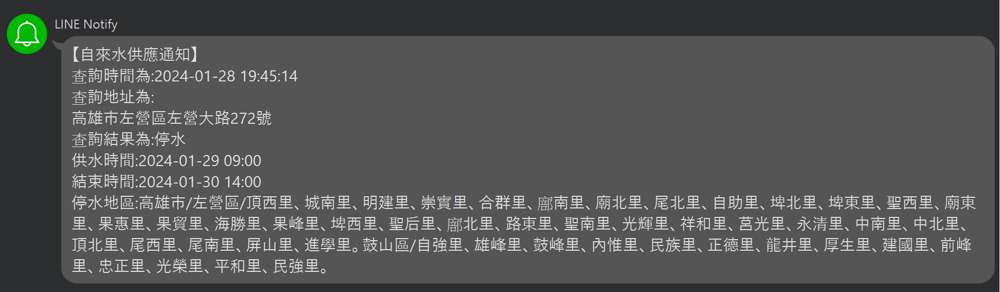 LINE Notify
【自來水供應通知】
查詢時間為:2024-01-28 19:45:14
查詢地址為:
高雄市左營區左營大路272號
查詢結果為:停水
供水時間:2024-01-29 09:00
結束時間:2024-01-30 14:00
停水地區:高雄市/左營區/頂西里、城南里、明建里、崇實里、合群里、廍南里、廟北里、尾北里、自助里、埤北里、埤東里、聖西里、廟東
里、果惠里、果貿里、海勝里、果峰里、埤西里、聖后里、廍北里、路東里、聖南里、光輝里、祥和里、莒光里、永清里、中南里、中北里、
頂北里、尾西里、尾南里、屏山里、進學里。鼓山區/自強里、雄峰里、鼓峰里、內惟里、民族里、正德里、龍井里、厚生里、建國里、前峰
里、忠正里、光榮里、平和里、民強里。